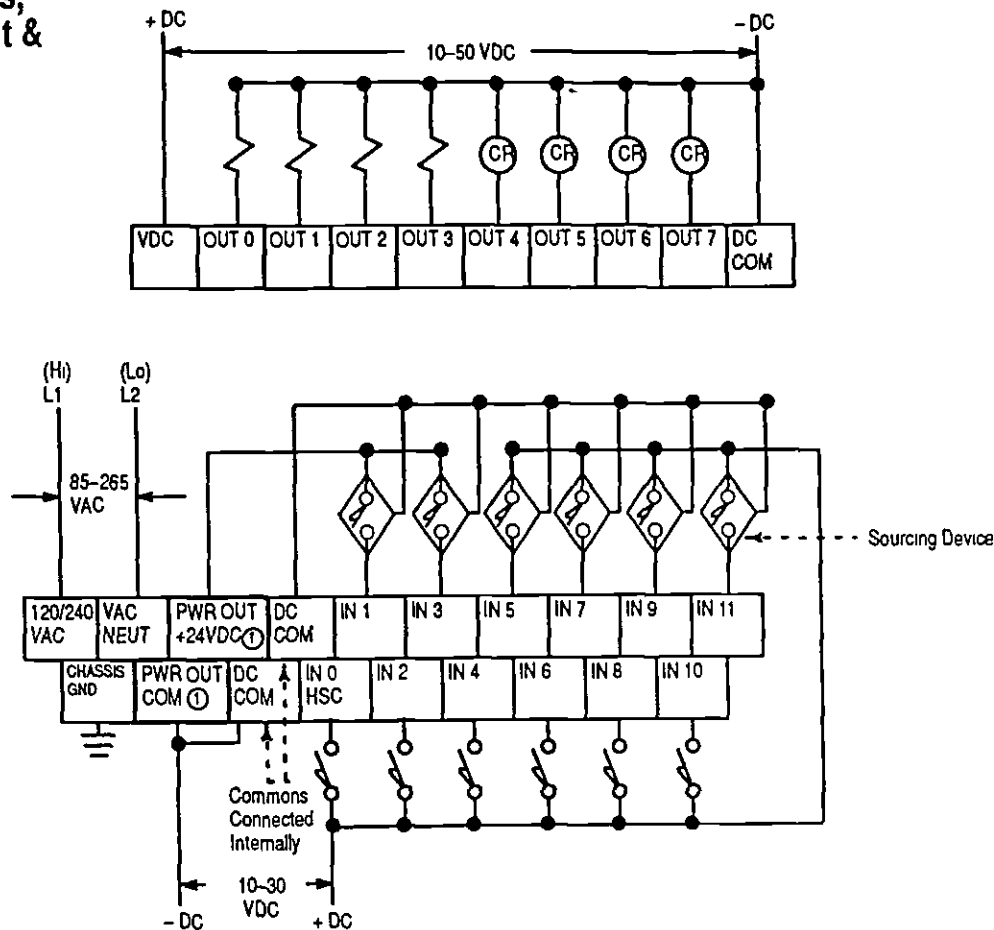 s,
t &
+ DC
- DC
10-50 VDC
CR CR CR CR
VDC OUT 0 OUT 1 OUT 2 OUT 3 OUT 4 OUT 5 OUT 6 OUT 7 DC
COM
(Hi) (Lo)
L1 L2
85-265
VAC
Sourcing Device
120/240 VAC PWR OUT DC IN 1 IN 3 IN 5 IN 7 IN 9 IN 11
VAC NEUT +24VDC① COM
CHASSIS PWR OUT DC IN 0 IN 2 IN 4 IN 6 IN 8 IN 10
GND COM ① COM HSC
Commons
Connected
Internally
10-30
VDC
- DC + DC